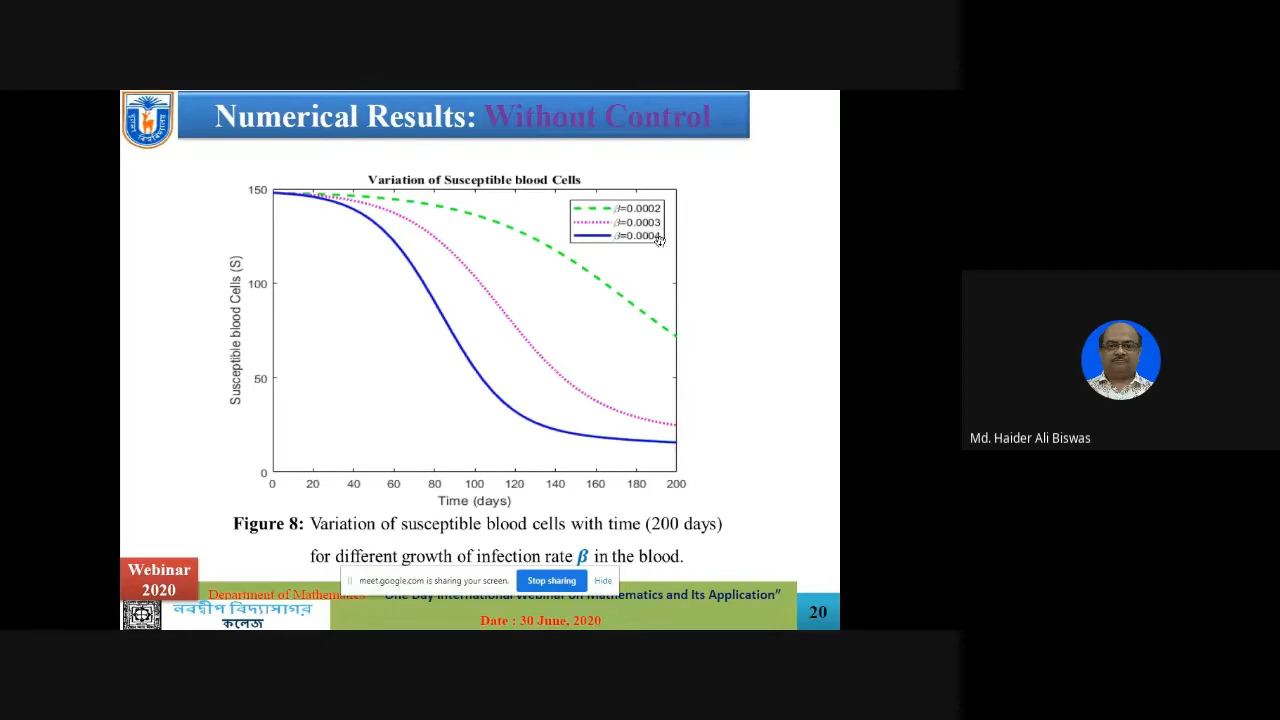 Numerical Results: Without Control
Variation of Susceptible blood Cells
150
100
50
0
Susceptible blood Cells (S)
β=0.0002
β=0.0003
β=0.0004
0 20 40 60 80 100 120 140 160 180 200
Time (days)
Figure 8: Variation of susceptible blood cells with time (200 days)
for different growth of infection rate β in the blood.
Md. Haider Ali Biswas
Webinar
2020
meet.google.com is sharing your screen. Stop sharing Hide
Department of Mathematics "One Day International Webinar on Mathematics and Its Application"
নবদ্বীপ বিদ্যাসাগর
কলেজ
Date : 30 June, 2020
20